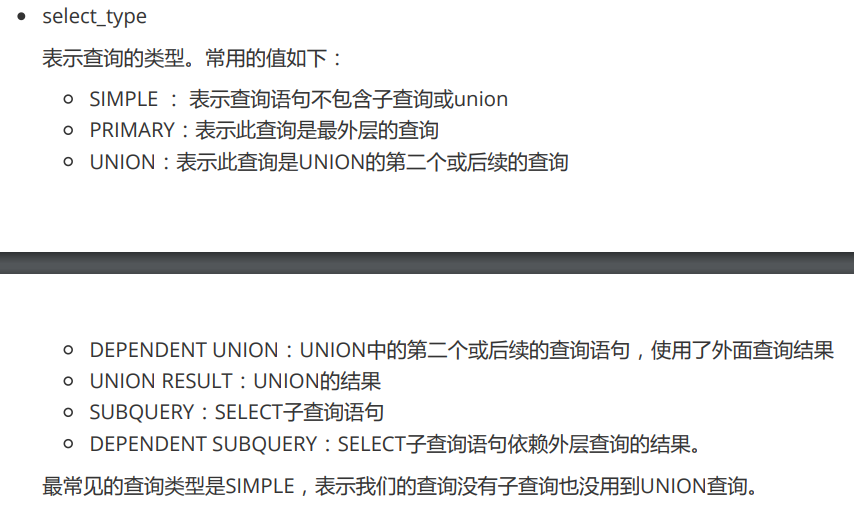 select_type
表示查询的类型。常用的值如下：
SIMPLE ： 表示查询语句不包含子查询或union
PRIMARY：表示此查询是最外层的查询
UNION：表示此查询是UNION的第二个或后续的查询
DEPENDENT UNION：UNION中的第二个或后续的查询语句，使用了外面查询结果
UNION RESULT：UNION的结果
SUBQUERY：SELECT子查询语句
DEPENDENT SUBQUERY：SELECT子查询语句依赖外层查询的结果。
最常见的查询类型是SIMPLE，表示我们的查询没有子查询也没用到UNION查询。